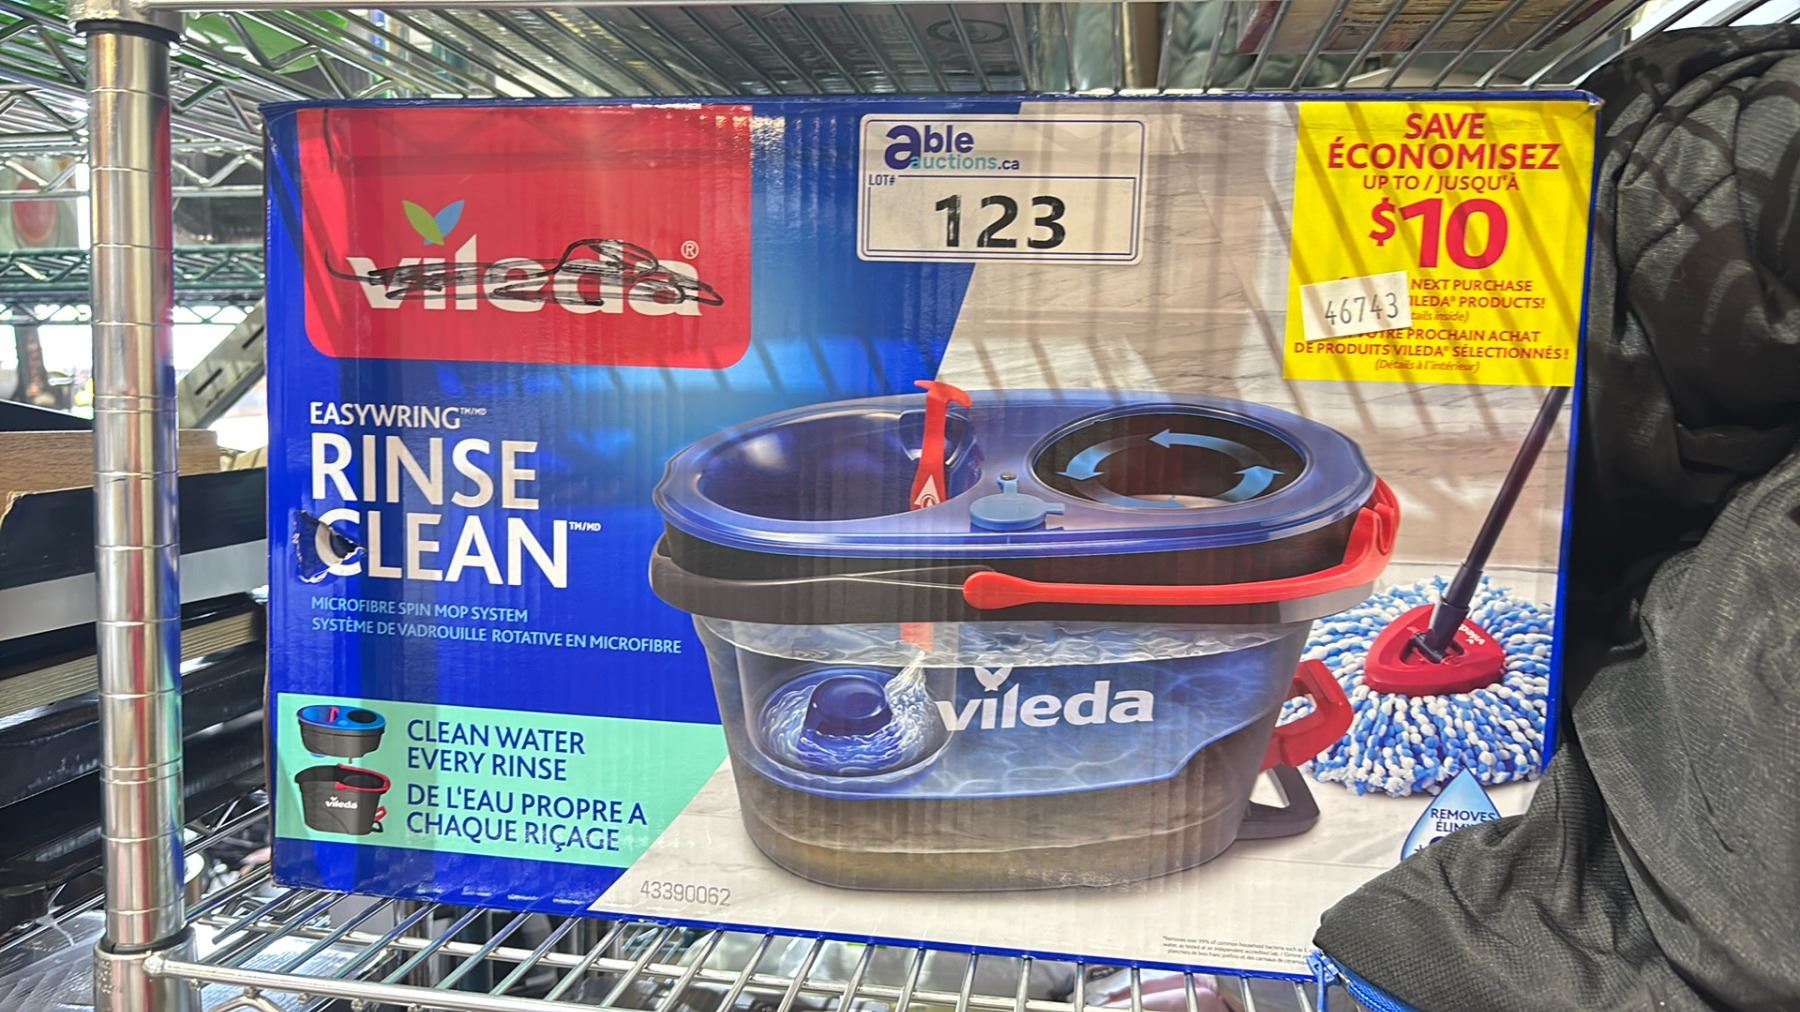 vileda®
able
auctions.ca
LOT#
123
SAVE
ÉCONOMISEZ
UP TO / JUSQU'À
$10
NEXT PURCHASE
VILEDA® PRODUCTS!
inside)
46743
VOTRE PROCHAIN ACHAT
DE PRODUITS VILEDA® SÉLECTIONNÉS!
(Détails à l'intérieur)
EASYWRING™/MD
RINSE
CLEAN™/MD
MICROFIBRE SPIN MOP SYSTEM
SYSTÈME DE VADROUILLE ROTATIVE EN MICROFIBRE
vileda
vileda
CLEAN WATER
EVERY RINSE
DE L'EAU PROPRE A
CHAQUE RIÇAGE
vileda
REMOVES
43390062